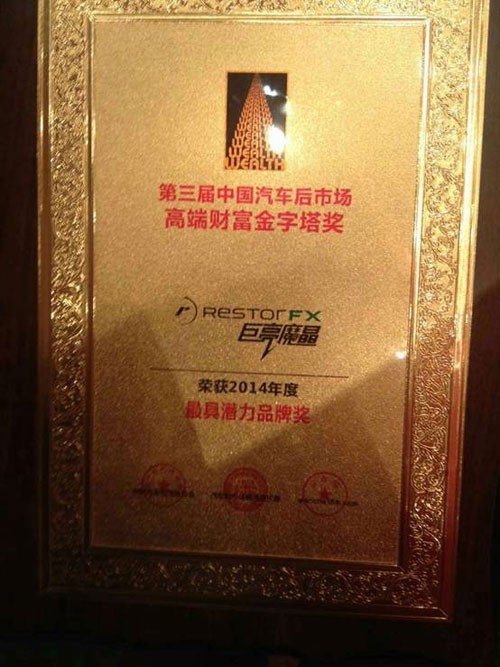 WEALTH
WEALTH
WEALTH
第三届中国汽车后市场
高端财富金字塔奖
RESTORFX
巨亮魔晶
荣获2014年度
最具潜力品牌奖